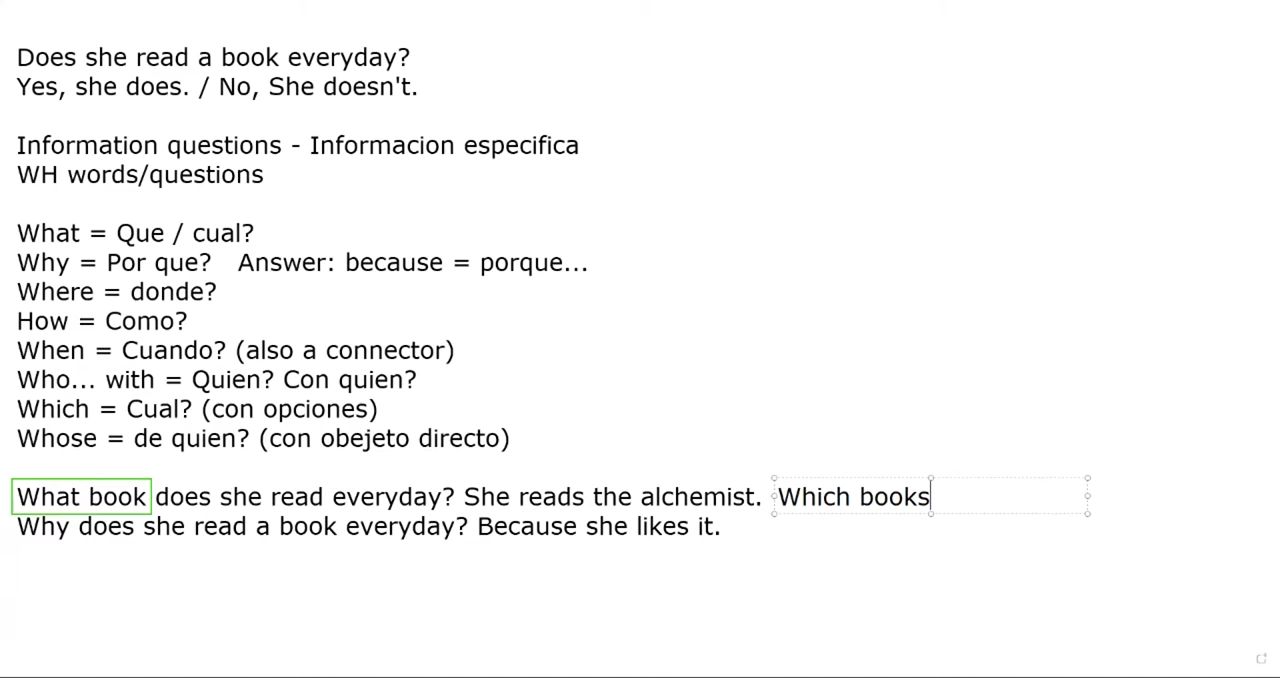 Does she read a book everyday?
Yes, she does. / No, She doesn't.
Information questions - Informacion especifica
WH words/questions
What = Que / cual?
Why = Por que?   Answer: because = porque...
Where = donde?
How = Como?
When = Cuando? (also a connector)
Who... with = Quien? Con quien?
Which = Cual? (con opciones)
Whose = de quien? (con obejeto directo)
What book does she read everyday? She reads the alchemist.  Which books
Why does she read a book everyday? Because she likes it.